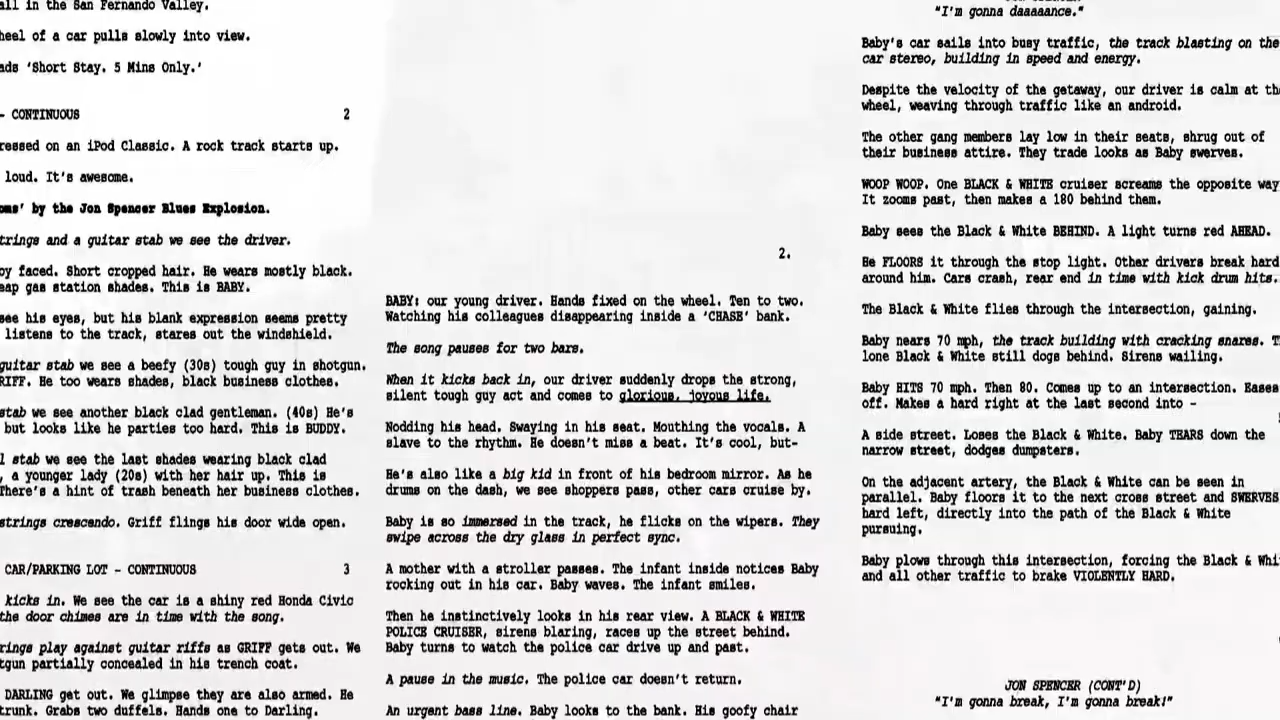 all in the San Fernando Valley.
heel of a car pulls slowly into view.
ads ‘Short Stay. 5 Mins Only.’
- CONTINUOUS 2
ressed on an iPod Classic. A rock track starts up.
loud. It's awesome.
oms’ by the Jon Spencer Blues Explosion.
trings and a guitar stab we see the driver.
by faced. Short cropped hair. He wears mostly black.
eap gas station shades. This is BABY.
see his eyes, but his blank expression seems pretty
listens to the track, stares out the windshield.
guitar stab we see a beefy (30s) tough guy in shotgun.
RIFF. He too wears shades, black business clothes.
stab we see another black clad gentleman. (40s) He's
but looks like he parties too hard. This is BUDDY.
l stab we see the last shades wearing black clad
, a younger lady (20s) with her hair up. This is
There's a hint of trash beneath her business clothes.
strings crescendo. Griff flings his door wide open.
CAR/PARKING LOT - CONTINUOUS 3
kicks in. We see the car is a shiny red Honda Civic
the door chimes are in time with the song.
rings play against guitar riffs as GRIFF gets out. We
tgun partially concealed in his trench coat.
DARLING get out. We glimpse they are also armed. He
trunk. Grabs two duffels. Hands one to Darling.
2.
BABY: our young driver. Hands fixed on the wheel. Ten to two.
Watching his colleagues disappearing inside a ‘CHASE’ bank.
The song pauses for two bars.
When it kicks back in, our driver suddenly drops the strong,
silent tough guy act and comes to glorious, joyous life.
Nodding his head. Swaying in his seat. Mouthing the vocals. A
slave to the rhythm. He doesn't miss a beat. It's cool, but-
He's also like a big kid in front of his bedroom mirror. As he
drums on the dash, we see shoppers pass, other cars cruise by.
Baby is so immersed in the track, he flicks on the wipers. They
swipe across the dry glass in perfect sync.
A mother with a stroller passes. The infant inside notices Baby
rocking out in his car. Baby waves. The infant smiles.
Then he instinctively looks in his rear view. A BLACK & WHITE
POLICE CRUISER, sirens blaring, races up the street behind.
Baby turns to watch the police car drive up and past.
A pause in the music. The police car doesn't return.
An urgent bass line. Baby looks to the bank. His goofy chair
“I'm gonna daaaaance.”
Baby's car sails into busy traffic, the track blasting on the
car stereo, building in speed and energy.
Despite the velocity of the getaway, our driver is calm at th
wheel, weaving through traffic like an android.
The other gang members lay low in their seats, shrug out of
their business attire. They trade looks as Baby swerves.
WOOP WOOP. One BLACK & WHITE cruiser screams the opposite way
It zooms past, then makes a 180 behind them.
Baby sees the Black & White BEHIND. A light turns red AHEAD.
He FLOORS it through the stop light. Other drivers break hard
around him. Cars crash, rear end in time with kick drum hits.
The Black & White flies through the intersection, gaining.
Baby nears 70 mph, the track building with cracking snares. T
lone Black & White still dogs behind. Sirens wailing.
Baby HITS 70 mph. Then 80. Comes up to an intersection. Eases
off. Makes a hard right at the last second into -
A side street. Loses the Black & White. Baby TEARS down the
narrow street, dodges dumpsters.
On the adjacent artery, the Black & White can be seen in
parallel. Baby floors it to the next cross street and SWERVES
hard left, directly into the path of the Black & White
pursuing.
Baby plows through this intersection, forcing the Black & Whi
and all other traffic to brake VIOLENTLY HARD.
JON SPENCER (CONT'D)
“I'm gonna break, I'm gonna break!”